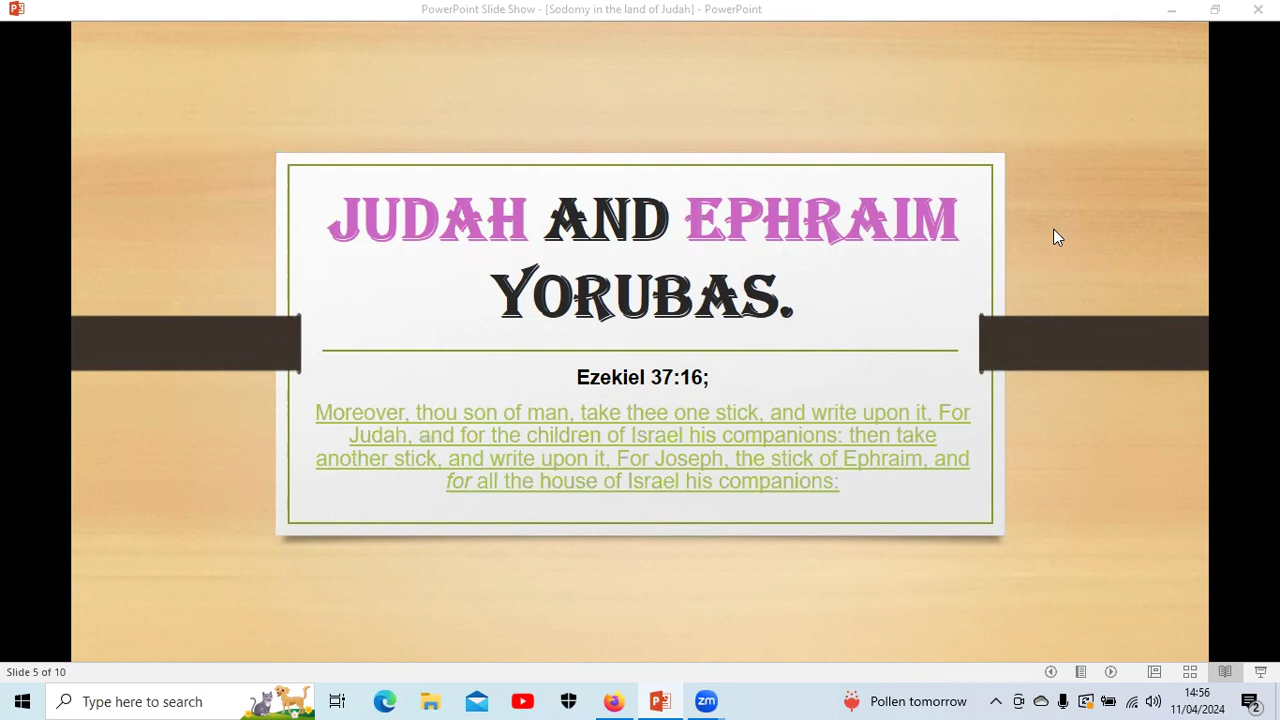 PowerPoint Slide Show - [Sodomy in the land of Judah] - PowerPoint
JUDAH AND EPHRAIM
YORUBAS.
Ezekiel 37:16;
Moreover, thou son of man, take thee one stick, and write upon it, For
Judah, and for the children of Israel his companions: then take
another stick, and write upon it, For Joseph, the stick of Ephraim, and
for all the house of Israel his companions:
Slide 5 of 10
Type here to search
zm
Pollen tomorrow
14:56
11/04/2024
2